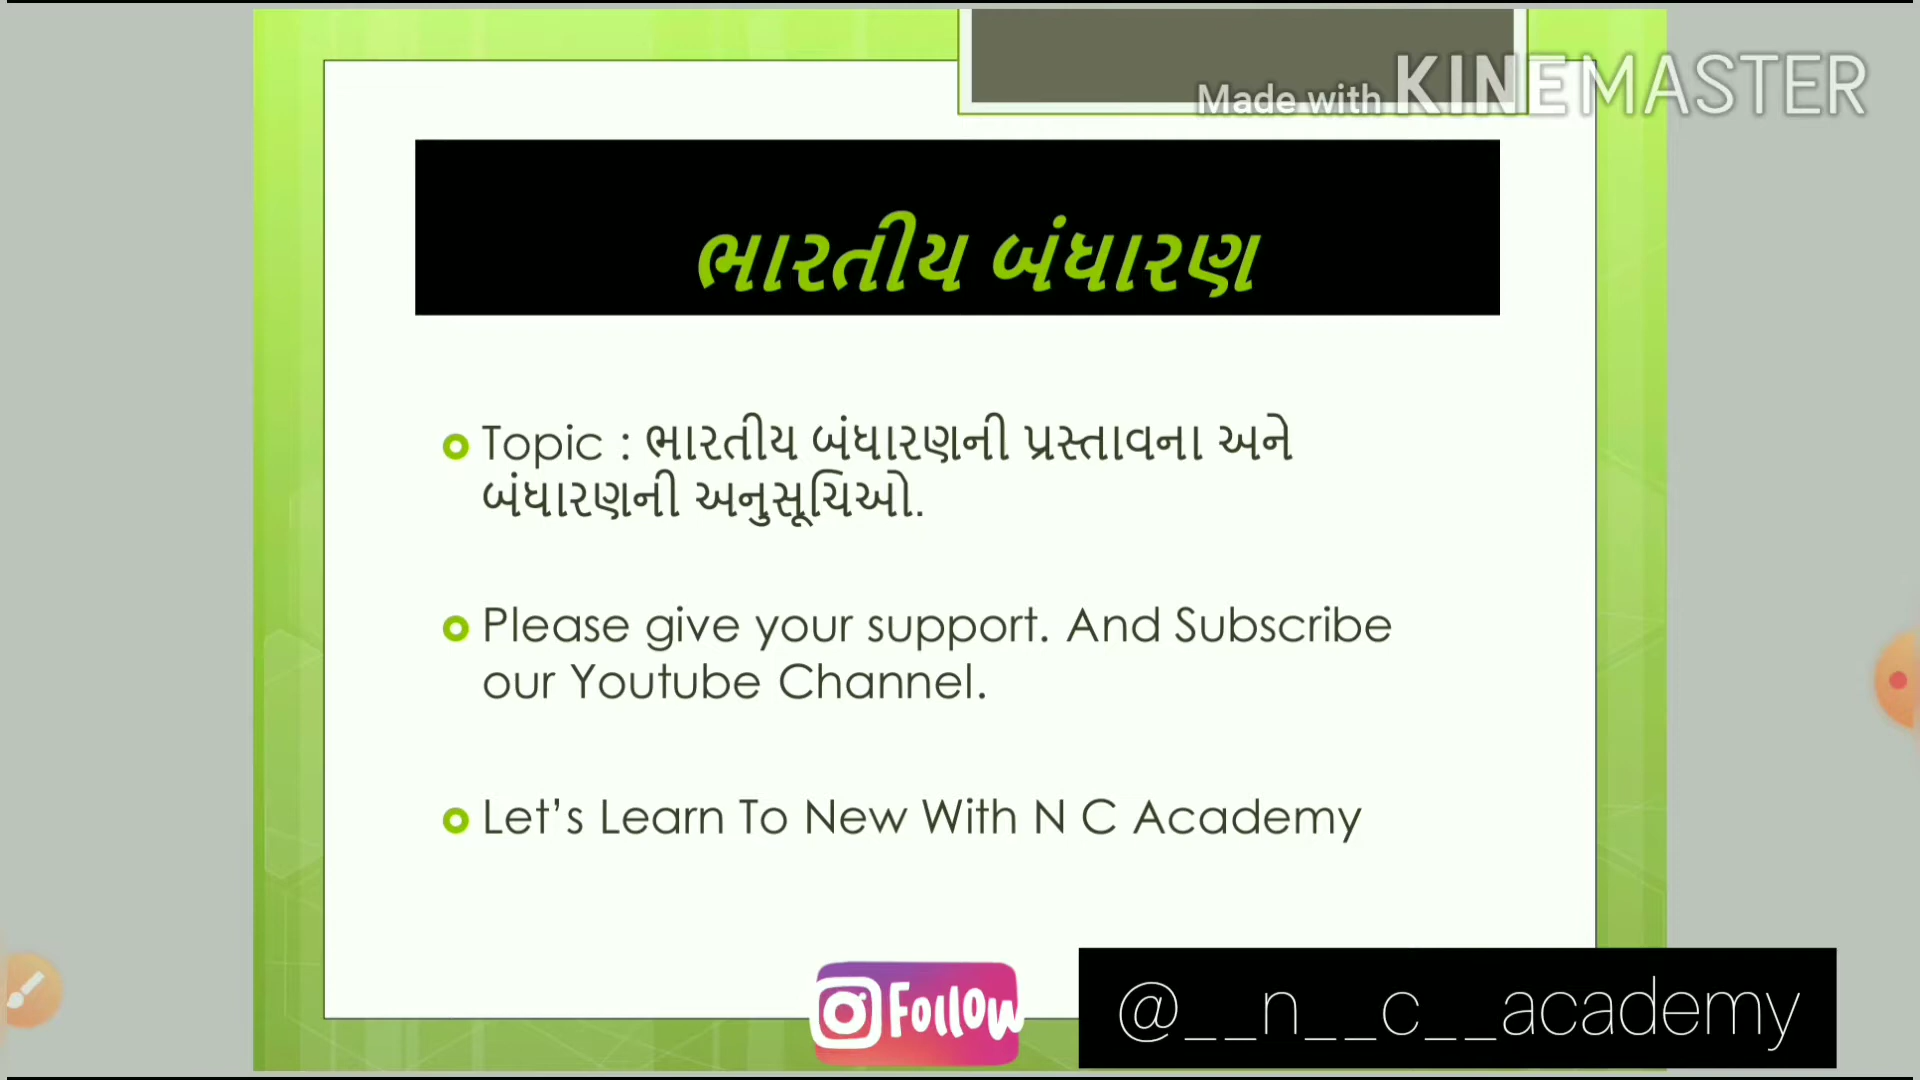 Made with KINEMASTER
ભારતીય બંધારણ
Topic : ભારતીય બંધારણની પ્રસ્તાવના અને
બંધારણની અનુસૂચિઓ.
Please give your support. And Subscribe
our Youtube Channel.
Let’s Learn To New With N C Academy
Follow
@__n__c__academy